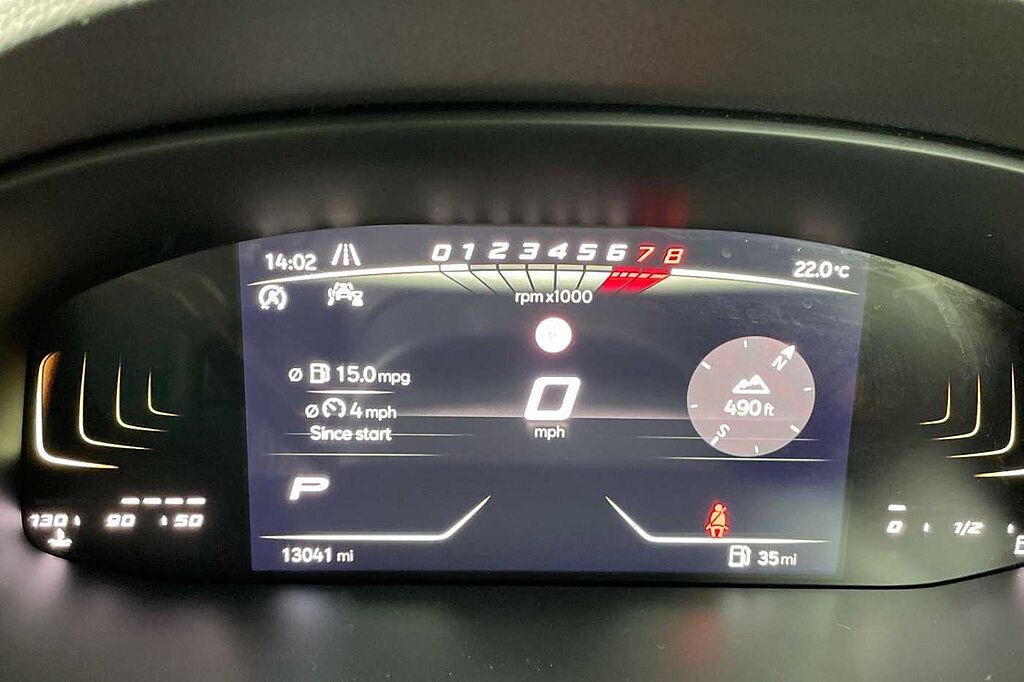 14:02
0 1 2 3 4 5 6 7 8
22.0°C
rpm x1000
N
Ø 15.0 mpg
0
490 ft
Ø 4 mph
mph
Since start
S
P
130 90 50
0 1/2
13041 mi
35 mi